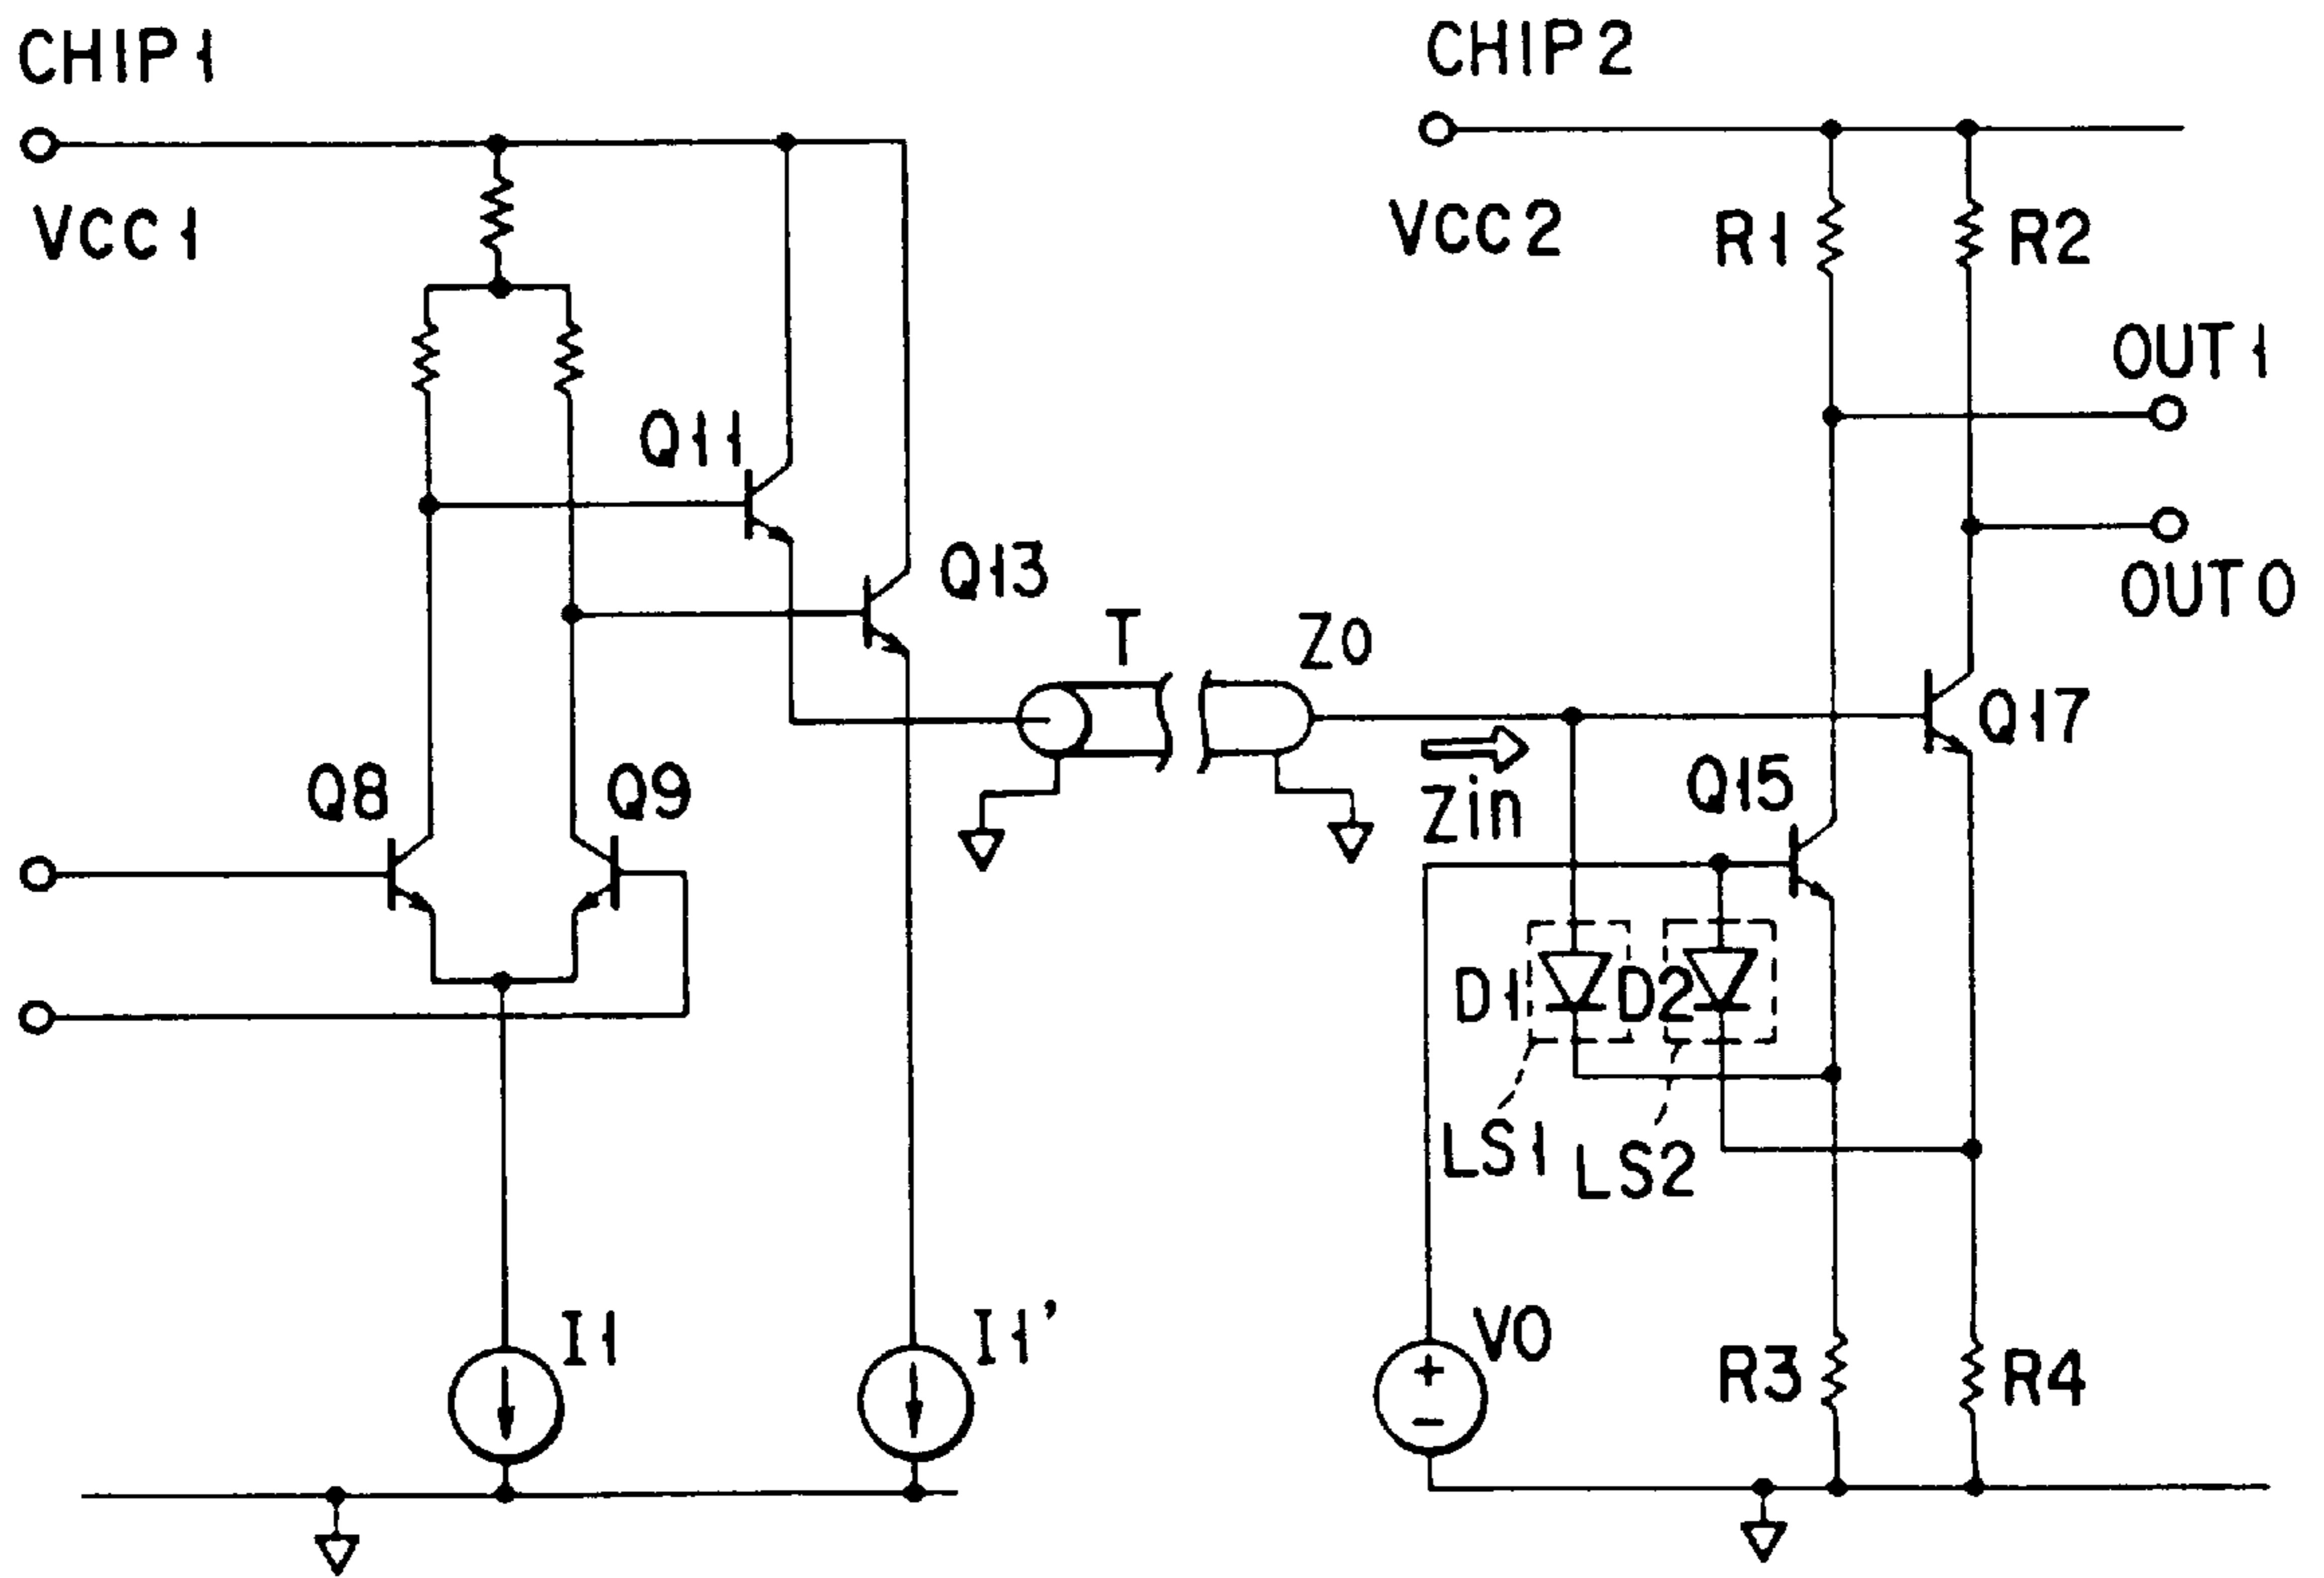 CHIP1
CHIP2
VCC1
VCC2
R1
R2
OUT1
Q11
Q13
OUT0
T
Zo
Q17
Q8
Q9
Zin
Q15
D1
D2
LS1
LS2
I1
I1'
V0
+
−
R3
R4